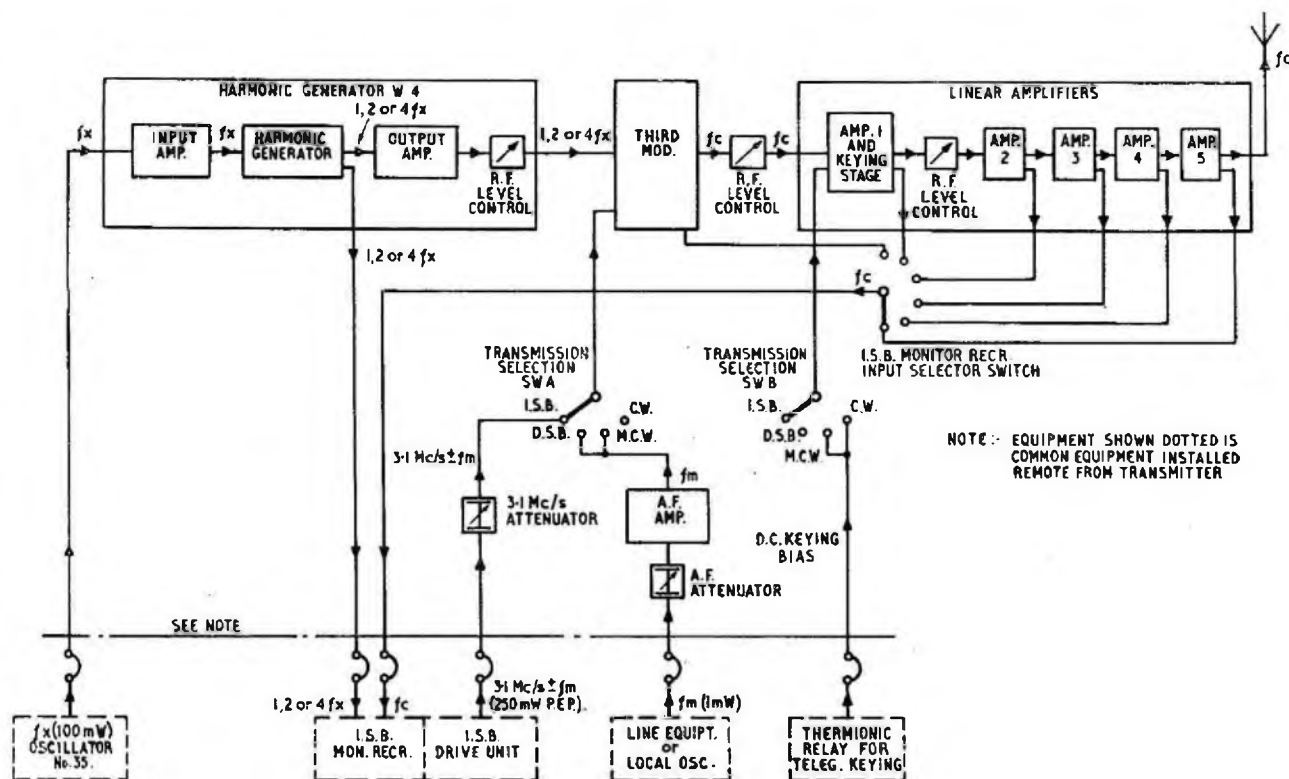 HARMONIC GENERATOR W 4
LINEAR AMPLIFIERS
fc
fx
INPUT
AMP.
fx
HARMONIC
GENERATOR
1, 2 or 4 fx
OUTPUT
AMP.
R.F.
LEVEL
CONTROL
1, 2 or 4 fx
THIRD
MOD.
fc
R.F.
LEVEL
CONTROL
fc
AMP. 1
AND
KEYING
STAGE
R.F.
LEVEL
CONTROL
AMP.
2
AMP.
3
AMP.
4
AMP.
5
1, 2 or 4 fx
fc
I.S.B. MONITOR RECR.
INPUT SELECTOR SWITCH
TRANSMISSION
SELECTION
SWA
I.S.B.
C.W.
D.S.B.
M.C.W.
TRANSMISSION
SELECTION
SWB
I.S.B.
C.W.
D.S.B.
M.C.W.
NOTE:- EQUIPMENT SHOWN DOTTED IS
COMMON EQUIPMENT INSTALLED
REMOTE FROM TRANSMITTER
3·1 Mc/s ± fm
3·1 Mc/s
ATTENUATOR
fm
A.F.
AMP.
A.F.
ATTENUATOR
D.C. KEYING
BIAS
SEE NOTE
1, 2 or 4 fx
fc
3·1 Mc/s ± fm
(250 mW P.E.P.)
fm (1mW)
fx (100 mW)
OSCILLATOR
No. 35.
I.S.B.
MON. RECR.
I.S.B.
DRIVE UNIT
LINE EQUIPT.
or
LOCAL OSC.
THERMIONIC
RELAY FOR
TELEG. KEYING